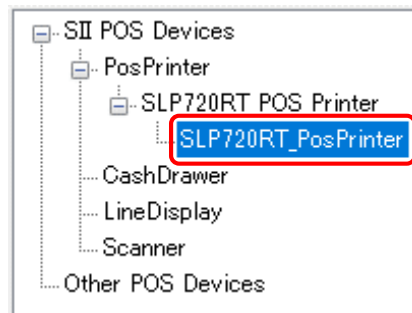 SII POS Devices
PosPrinter
SLP720RT POS Printer
SLP720RT_PosPrinter
CashDrawer
LineDisplay
Scanner
Other POS Devices